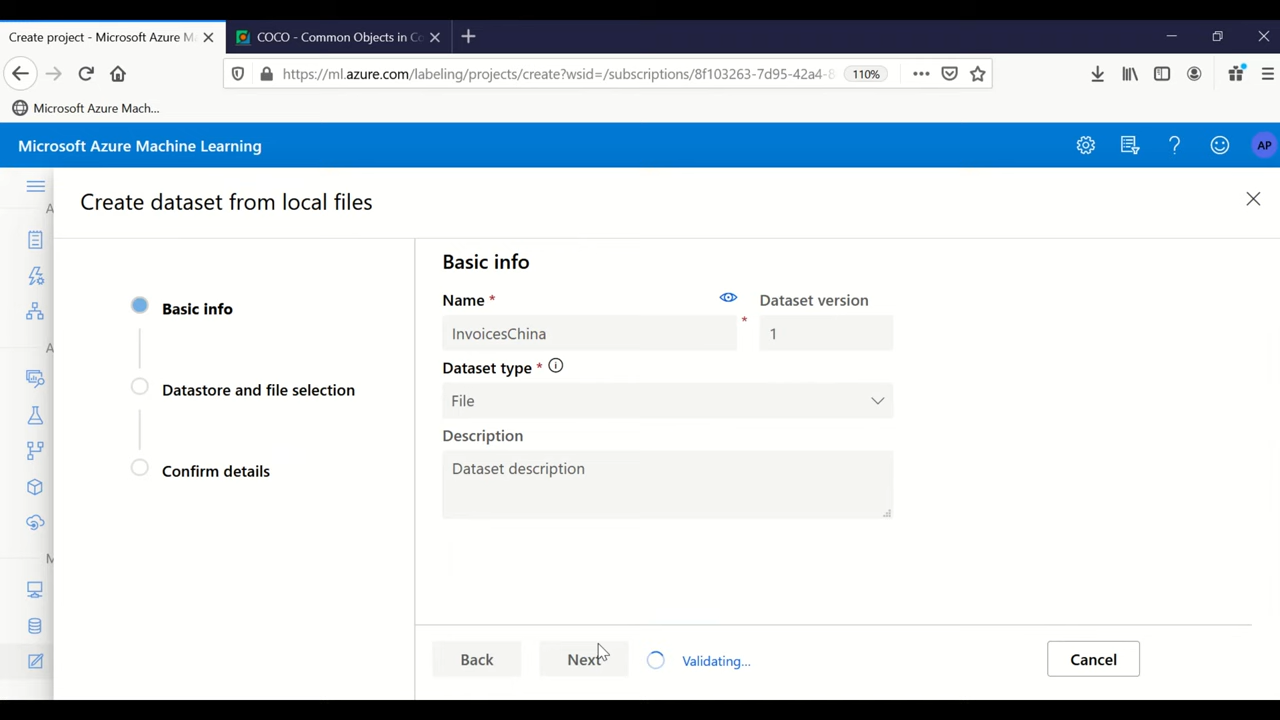 Create project - Microsoft Azure M
COCO - Common Objects in Co
https://ml.azure.com/labeling/projects/create?wsid=/subscriptions/8f103263-7d95-42a4-8
110%
Microsoft Azure Mach...
Microsoft Azure Machine Learning
AP
Create dataset from local files
A
A
M
Basic info
Datastore and file selection
Confirm details
Basic info
Name *
Dataset version
InvoicesChina
*
1
Dataset type *
File
Description
Dataset description
Back
Next
Validating...
Cancel